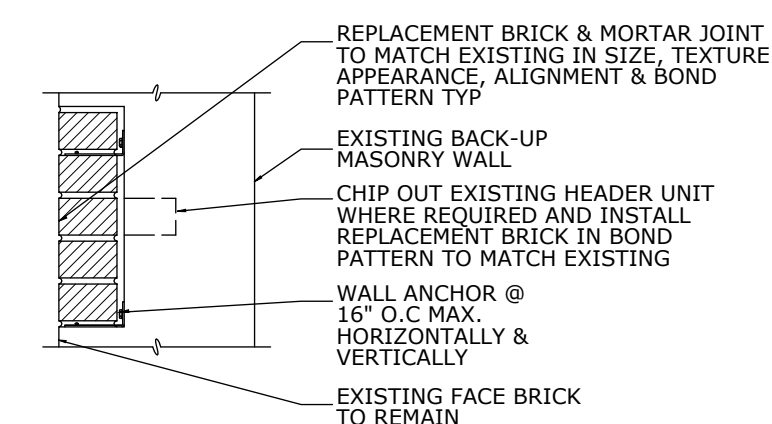 REPLACEMENT BRICK & MORTAR JOINT
TO MATCH EXISTING IN SIZE, TEXTURE
APPEARANCE, ALIGNMENT & BOND
PATTERN TYP
EXISTING BACK-UP
MASONRY WALL
CHIP OUT EXISTING HEADER UNIT
WHERE REQUIRED AND INSTALL
REPLACEMENT BRICK IN BOND
PATTERN TO MATCH EXISTING
WALL ANCHOR @
16" O.C MAX.
HORIZONTALLY &
VERTICALLY
EXISTING FACE BRICK
TO REMAIN